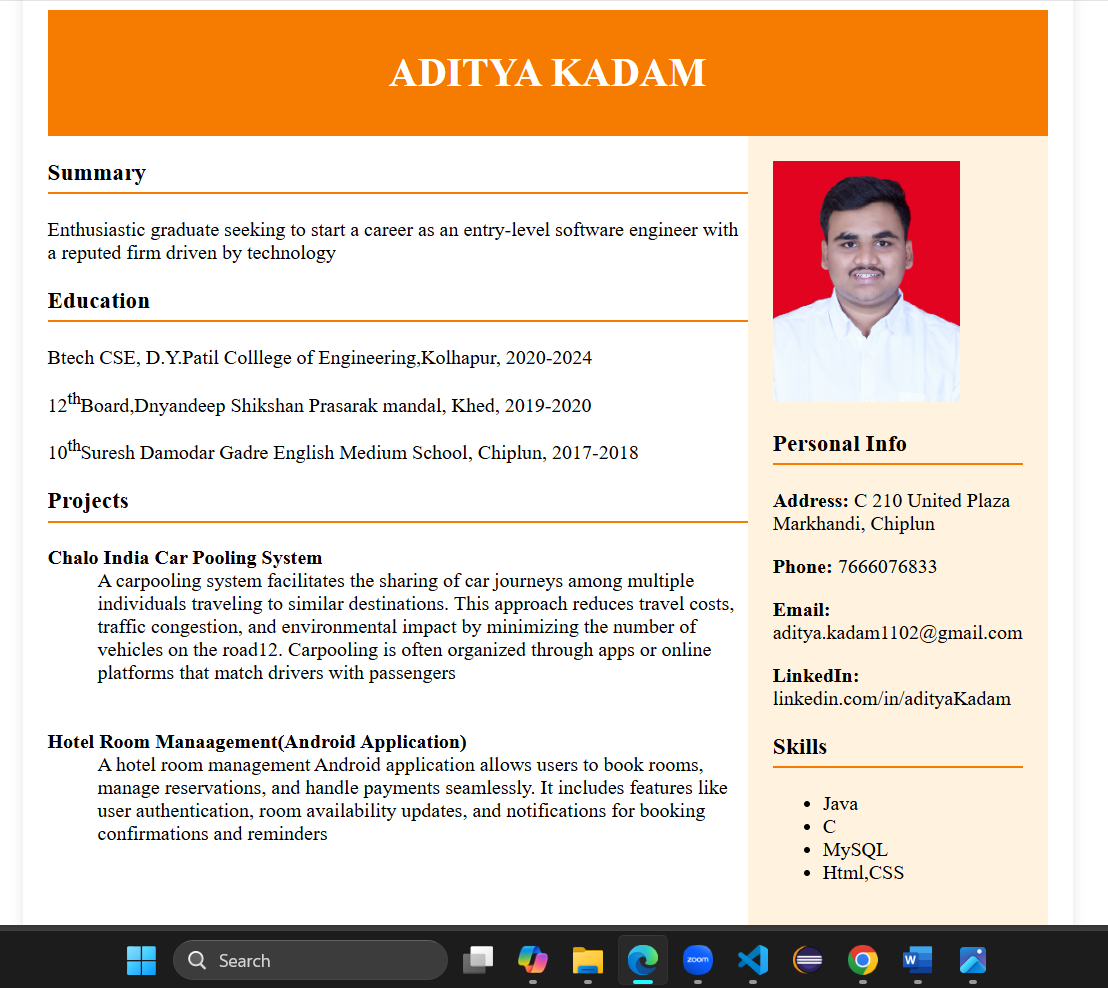 ADITYA KADAM
Summary
Enthusiastic graduate seeking to start a career as an entry-level software engineer with
a reputed firm driven by technology
Education
Btech CSE, D.Y.Patil Colllege of Engineering,Kolhapur, 2020-2024
12thBoard,Dnyandeep Shikshan Prasarak mandal, Khed, 2019-2020
10thSuresh Damodar Gadre English Medium School, Chiplun, 2017-2018
Projects
Chalo India Car Pooling System
A carpooling system facilitates the sharing of car journeys among multiple
individuals traveling to similar destinations. This approach reduces travel costs,
traffic congestion, and environmental impact by minimizing the number of
vehicles on the road12. Carpooling is often organized through apps or online
platforms that match drivers with passengers
Hotel Room Manaagement(Android Application)
A hotel room management Android application allows users to book rooms,
manage reservations, and handle payments seamlessly. It includes features like
user authentication, room availability updates, and notifications for booking
confirmations and reminders
Personal Info
Address: C 210 United Plaza
Markhandi, Chiplun
Phone: 7666076833
Email:
aditya.kadam1102@gmail.com
LinkedIn:
linkedin.com/in/adityaKadam
Skills
Java
C
MySQL
Html,CSS
Search
zoom
W